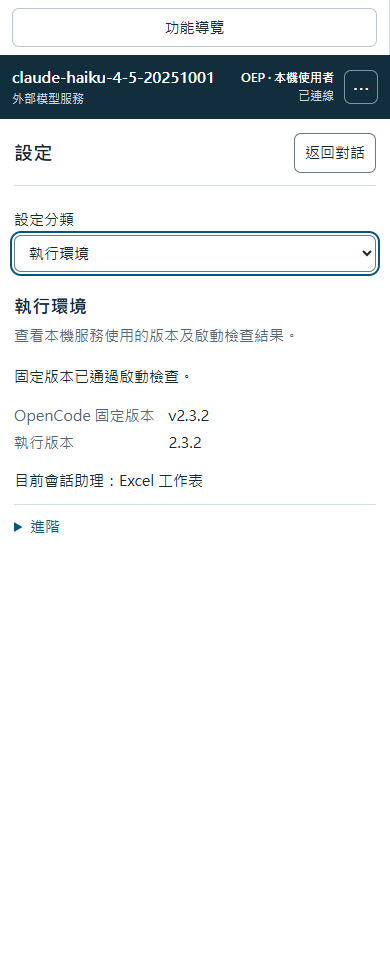 功能導覽
claude-haiku-4-5-20251001
外部模型服務
OEP · 本機使用者
已連線
...
設定
返回對話
設定分類
執行環境
執行環境
查看本機服務使用的版本及啟動檢查結果。
固定版本已通過啟動檢查。
OpenCode 固定版本 v2.3.2
執行版本 2.3.2
目前會話助理：Excel 工作表
進階